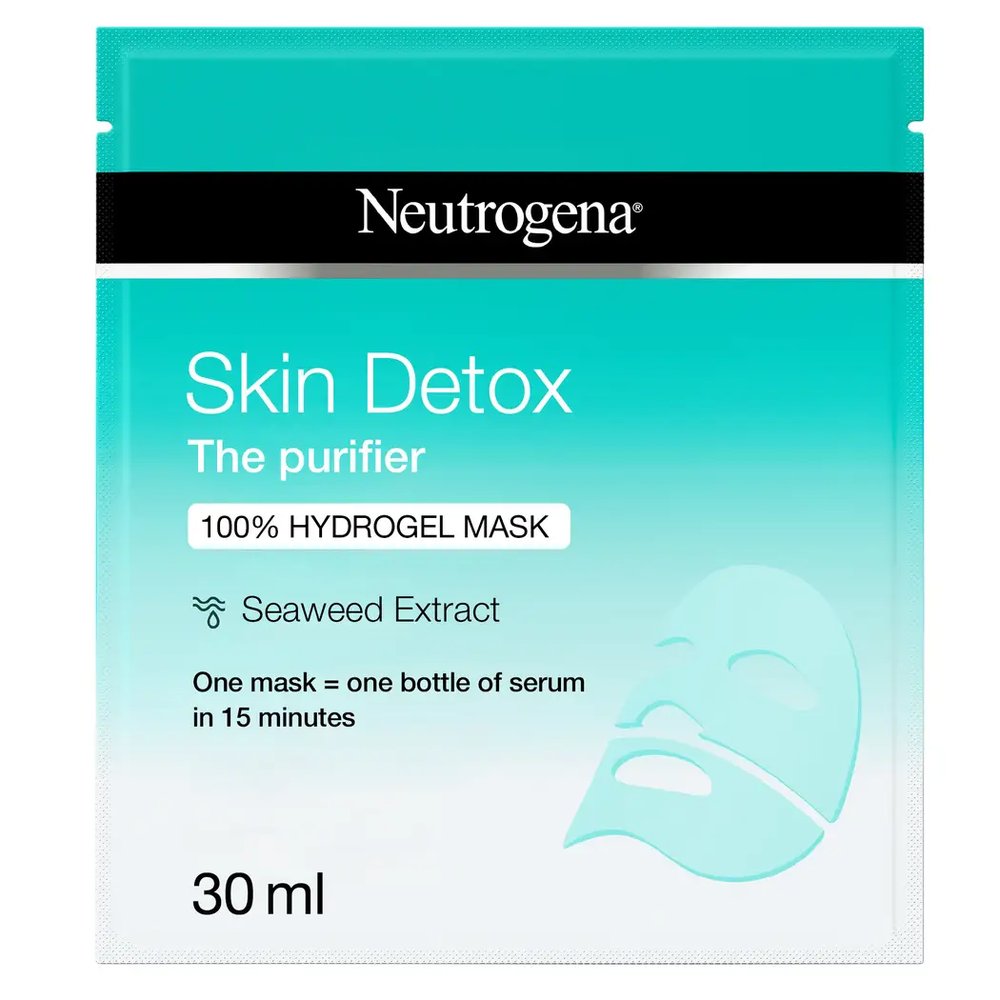 Neutrogena®
Skin Detox
The purifier
100% HYDROGEL MASK
Seaweed Extract
One mask = one bottle of serum
in 15 minutes
30 ml